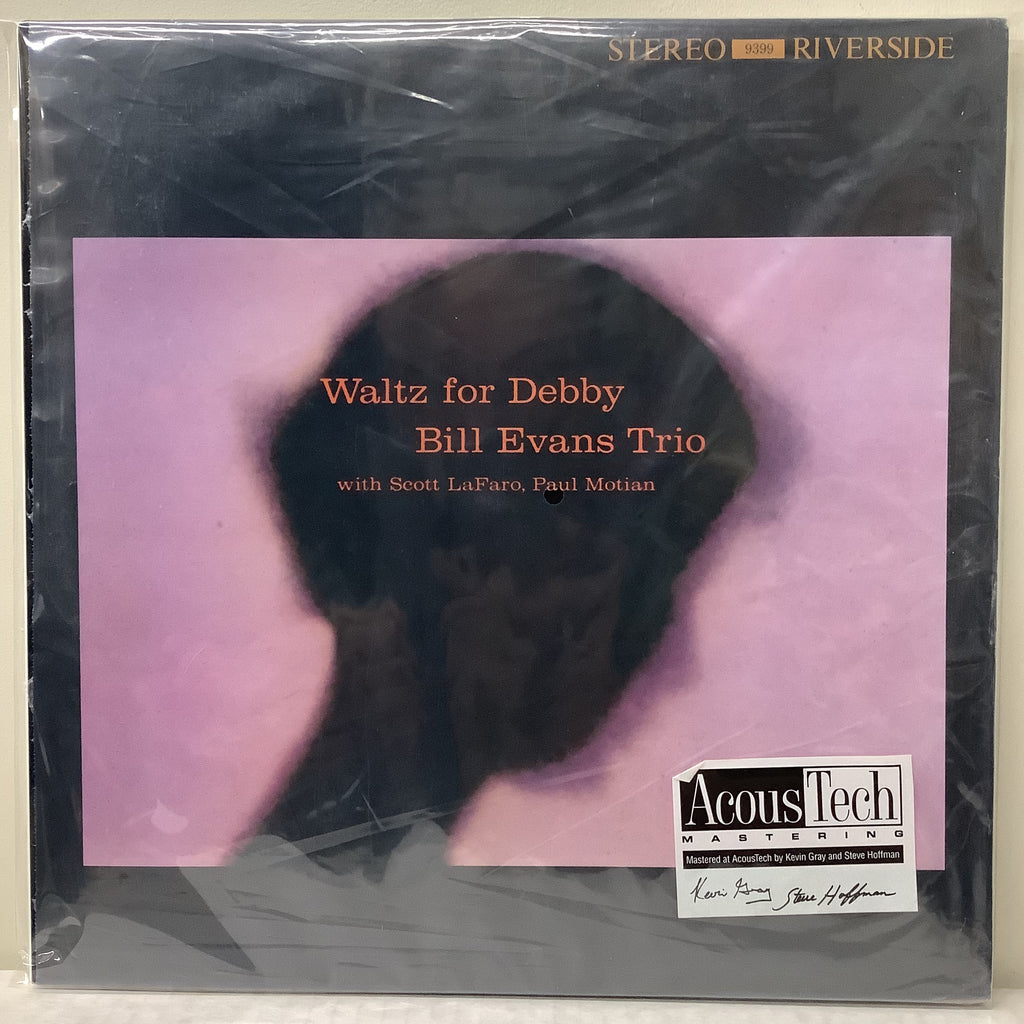 STEREO 9399 RIVERSIDE
Waltz for Debby
Bill Evans Trio
with Scott LaFaro, Paul Motian
AcousTech
MASTERING
Mastered at AcousTech by Kevin Gray and Steve Hoffman
Kevin Gray Steve Hoffman